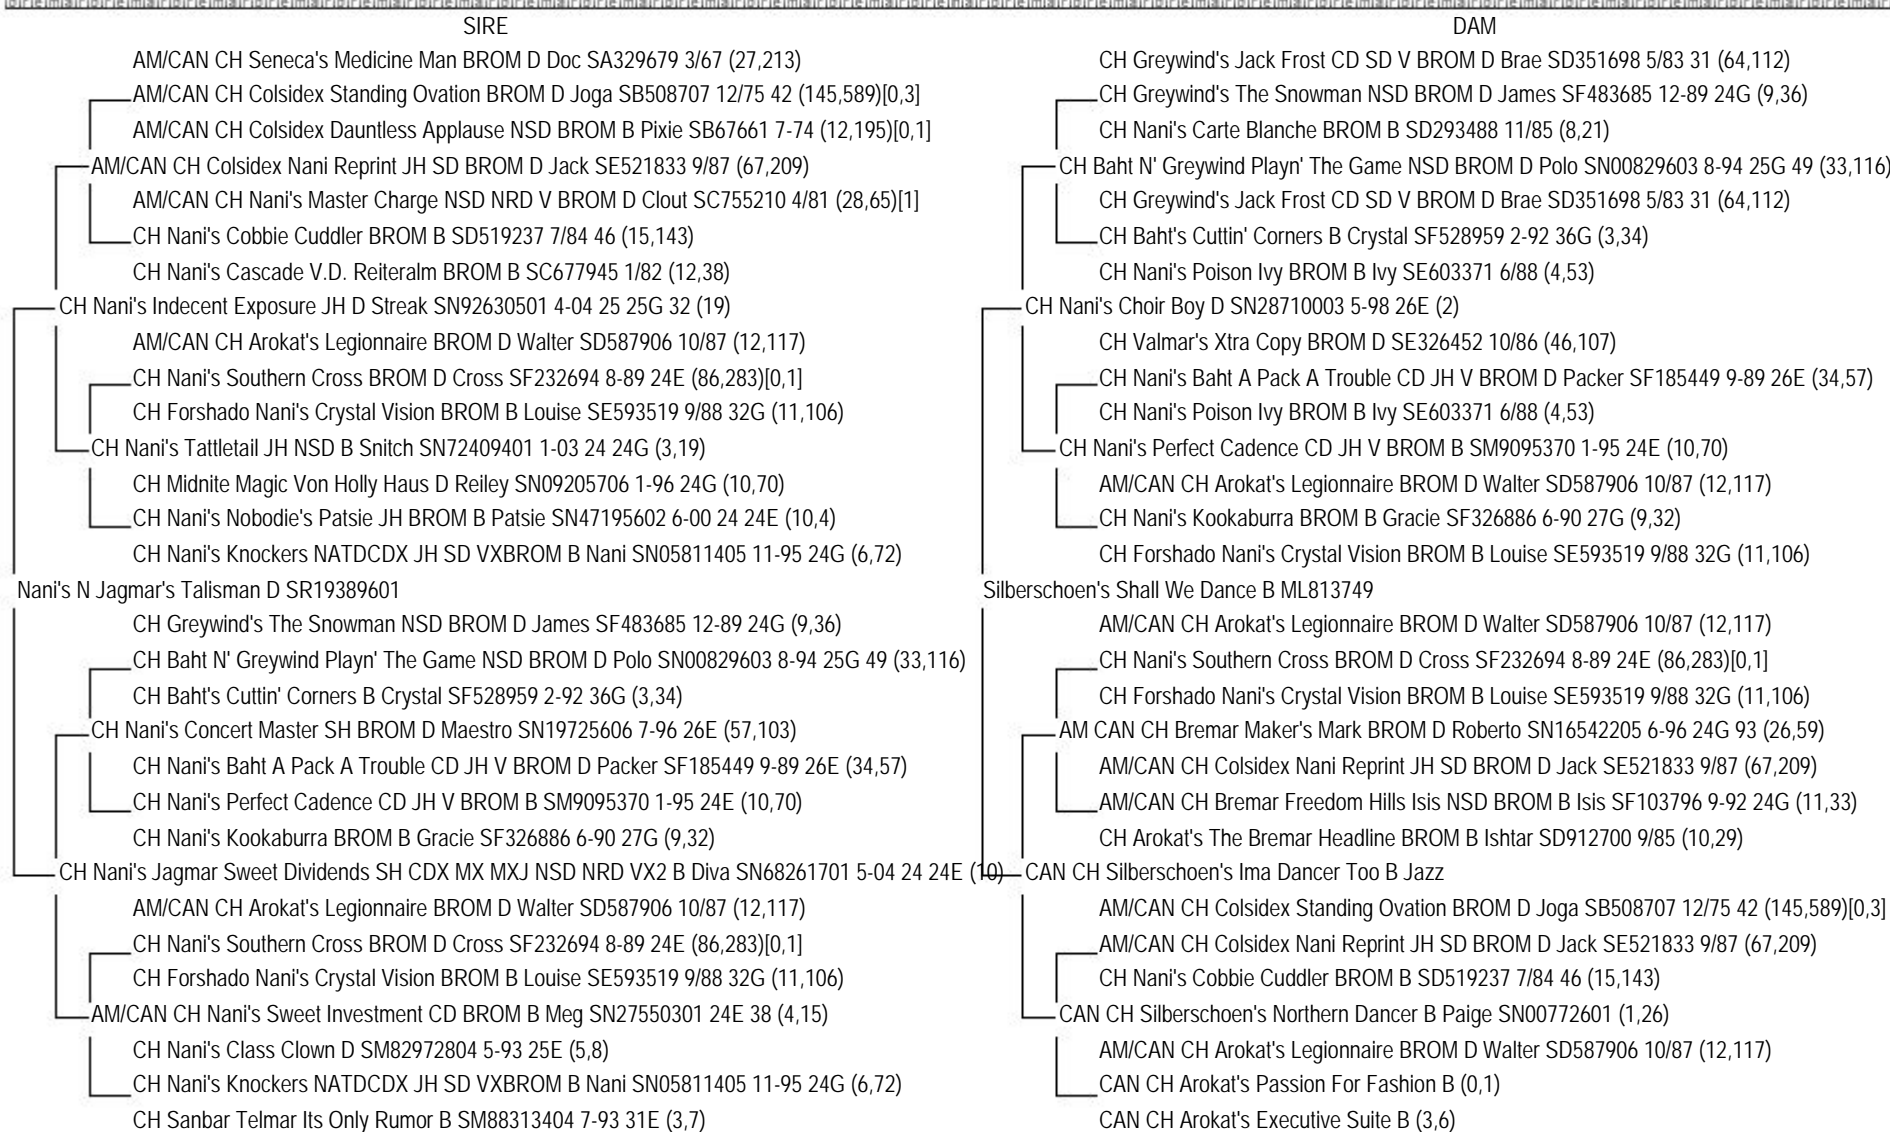 SIRE
AM/CAN CH Seneca's Medicine Man BROM D Doc SA329679 3/67 (27,213)
AM/CAN CH Colsidex Standing Ovation BROM D Joga SB508707 12/75 42 (145,589)[0,3]
AM/CAN CH Colsidex Dauntless Applause NSD BROM B Pixie SB67661 7-74 (12,195)[0,1]
AM/CAN CH Colsidex Nani Reprint JH SD BROM D Jack SE521833 9/87 (67,209)
AM/CAN CH Nani's Master Charge NSD NRD V BROM D Clout SC755210 4/81 (28,65)[1]
CH Nani's Cobbie Cuddler BROM B SD519237 7/84 46 (15,143)
CH Nani's Cascade V.D. Reiteralm BROM B SC677945 1/82 (12,38)
CH Nani's Indecent Exposure JH D Streak SN92630501 4-04 25 25G 32 (19)
AM/CAN CH Arokat's Legionnaire BROM D Walter SD587906 10/87 (12,117)
CH Nani's Southern Cross BROM D Cross SF232694 8-89 24E (86,283)[0,1]
CH Forshado Nani's Crystal Vision BROM B Louise SE593519 9/88 32G (11,106)
CH Nani's Tattletail JH NSD B Snitch SN72409401 1-03 24 24G (3,19)
CH Midnite Magic Von Holly Haus D Reiley SN09205706 1-96 24G (10,70)
CH Nani's Nobodie's Patsie JH BROM B Patsie SN47195602 6-00 24 24E (10,4)
CH Nani's Knockers NATDCDX JH SD VXBROM B Nani SN05811405 11-95 24G (6,72)
Nani's N Jagmar's Talisman D SR19389601
CH Greywind's The Snowman NSD BROM D James SF483685 12-89 24G (9,36)
CH Baht N' Greywind Playn' The Game NSD BROM D Polo SN00829603 8-94 25G 49 (33,116)
CH Baht's Cuttin' Corners B Crystal SF528959 2-92 36G (3,34)
CH Nani's Concert Master SH BROM D Maestro SN19725606 7-96 26E (57,103)
CH Nani's Baht A Pack A Trouble CD JH V BROM D Packer SF185449 9-89 26E (34,57)
CH Nani's Perfect Cadence CD JH V BROM B SM9095370 1-95 24E (10,70)
CH Nani's Kookaburra BROM B Gracie SF326886 6-90 27G (9,32)
CH Nani's Jagmar Sweet Dividends SH CDX MX MXJ NSD NRD VX2 B Diva SN68261701 5-04 24 24E (10)
AM/CAN CH Arokat's Legionnaire BROM D Walter SD587906 10/87 (12,117)
CH Nani's Southern Cross BROM D Cross SF232694 8-89 24E (86,283)[0,1]
CH Forshado Nani's Crystal Vision BROM B Louise SE593519 9/88 32G (11,106)
AM/CAN CH Nani's Sweet Investment CD BROM B Meg SN27550301 24E 38 (4,15)
CH Nani's Class Clown D SM82972804 5-93 25E (5,8)
CH Nani's Knockers NATDCDX JH SD VXBROM B Nani SN05811405 11-95 24G (6,72)
CH Sanbar Telmar Its Only Rumor B SM88313404 7-93 31E (3,7)
DAM
CH Greywind's Jack Frost CD SD V BROM D Brae SD351698 5/83 31 (64,112)
CH Greywind's The Snowman NSD BROM D James SF483685 12-89 24G (9,36)
CH Nani's Carte Blanche BROM B SD293488 11/85 (8,21)
CH Baht N' Greywind Playn' The Game NSD BROM D Polo SN00829603 8-94 25G 49 (33,116)
CH Greywind's Jack Frost CD SD V BROM D Brae SD351698 5/83 31 (64,112)
CH Baht's Cuttin' Corners B Crystal SF528959 2-92 36G (3,34)
CH Nani's Poison Ivy BROM B Ivy SE603371 6/88 (4,53)
CH Nani's Choir Boy D SN28710003 5-98 26E (2)
CH Valmar's Xtra Copy BROM D SE326452 10/86 (46,107)
CH Nani's Baht A Pack A Trouble CD JH V BROM D Packer SF185449 9-89 26E (34,57)
CH Nani's Poison Ivy BROM B Ivy SE603371 6/88 (4,53)
CH Nani's Perfect Cadence CD JH V BROM B SM9095370 1-95 24E (10,70)
AM/CAN CH Arokat's Legionnaire BROM D Walter SD587906 10/87 (12,117)
CH Nani's Kookaburra BROM B Gracie SF326886 6-90 27G (9,32)
CH Forshado Nani's Crystal Vision BROM B Louise SE593519 9/88 32G (11,106)
Silberschoen's Shall We Dance B ML813749
AM/CAN CH Arokat's Legionnaire BROM D Walter SD587906 10/87 (12,117)
CH Nani's Southern Cross BROM D Cross SF232694 8-89 24E (86,283)[0,1]
CH Forshado Nani's Crystal Vision BROM B Louise SE593519 9/88 32G (11,106)
AM CAN CH Bremar Maker's Mark BROM D Roberto SN16542205 6-96 24G 93 (26,59)
AM/CAN CH Colsidex Nani Reprint JH SD BROM D Jack SE521833 9/87 (67,209)
AM/CAN CH Bremar Freedom Hills Isis NSD BROM B Isis SF103796 9-92 24G (11,33)
CH Arokat's The Bremar Headline BROM B Ishtar SD912700 9/85 (10,29)
CAN CH Silberschoen's Ima Dancer Too B Jazz
AM/CAN CH Colsidex Standing Ovation BROM D Joga SB508707 12/75 42 (145,589)[0,3]
AM/CAN CH Colsidex Nani Reprint JH SD BROM D Jack SE521833 9/87 (67,209)
CH Nani's Cobbie Cuddler BROM B SD519237 7/84 46 (15,143)
CAN CH Silberschoen's Northern Dancer B Paige SN00772601 (1,26)
AM/CAN CH Arokat's Legionnaire BROM D Walter SD587906 10/87 (12,117)
CAN CH Arokat's Passion For Fashion B (0,1)
CAN CH Arokat's Executive Suite B (3,6)